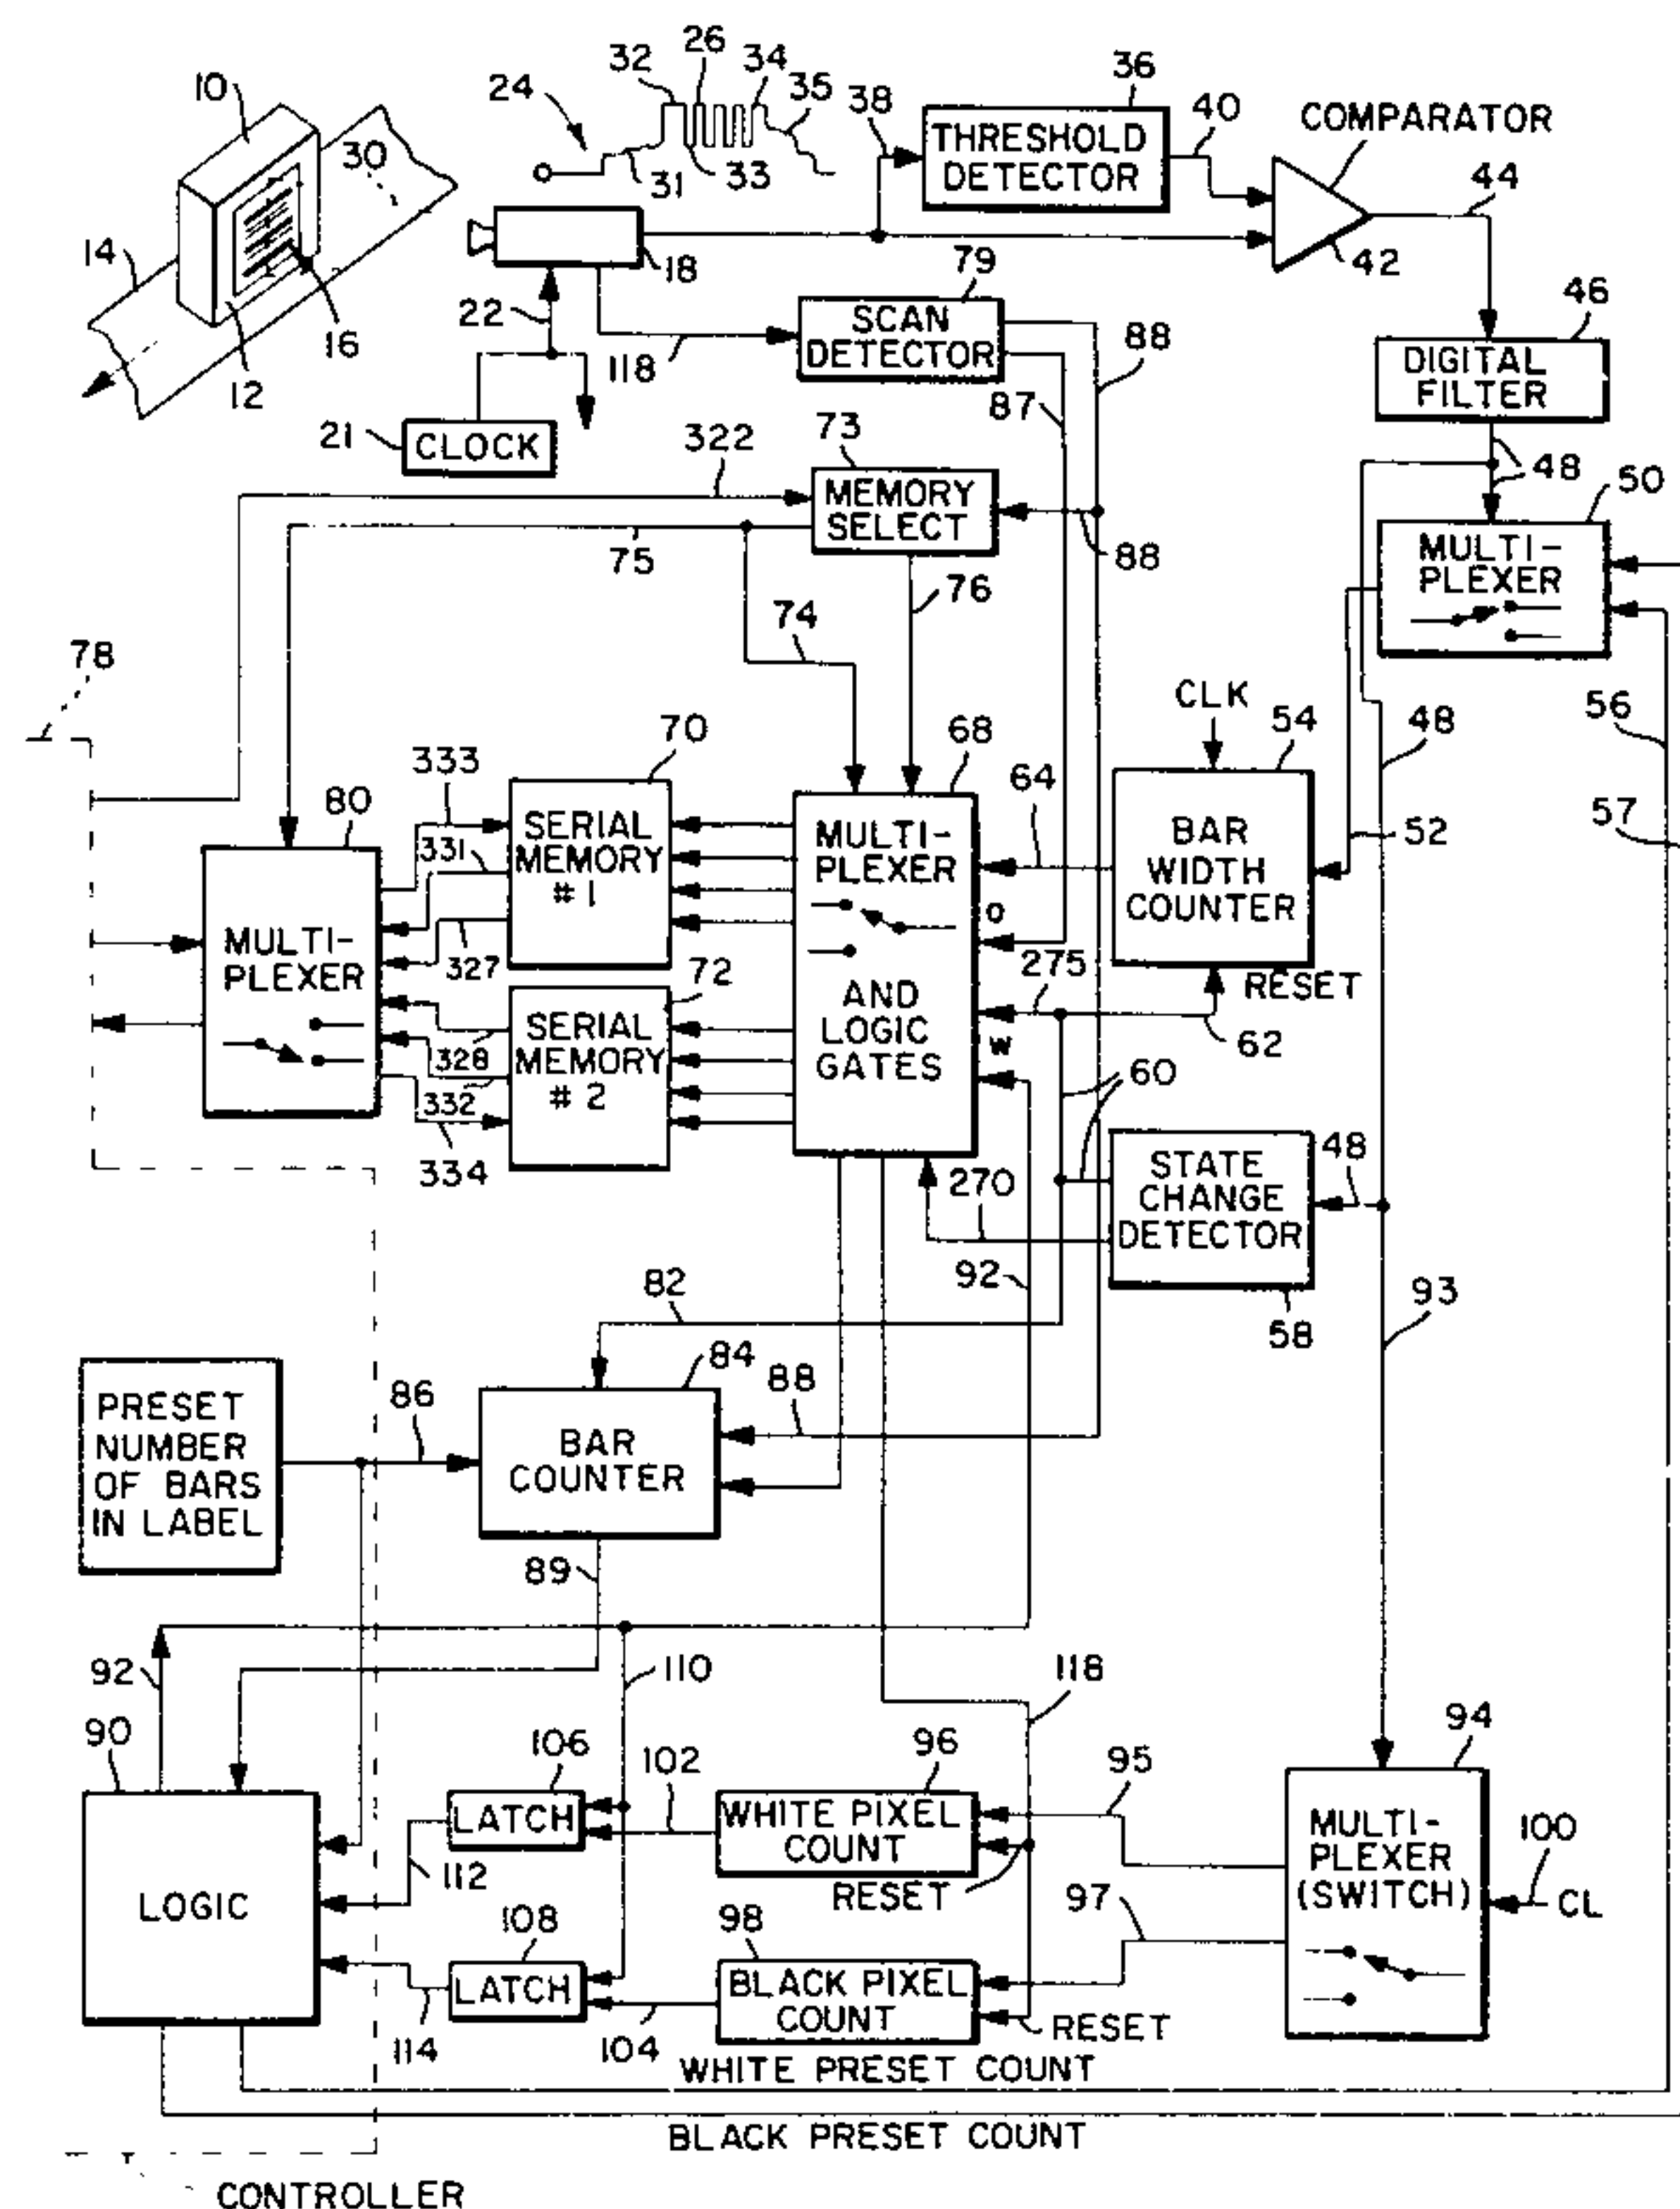 26
32
34
36
10
24
35
38
40
COMPARATOR
THRESHOLD
DETECTOR
30
31
33
44
14
18
42
79
46
22
SCAN
DETECTOR
88
16
118
12
DIGITAL
FILTER
87
21
CLOCK
322
73
48
50
MEMORY
SELECT
75
88
MULTI-
PLEXER
76
74
78
CLK
56
70
68
54
48
333
64
80
57
SERIAL
MEMORY
# 1
331
MULTI-
PLEXER
BAR
WIDTH
COUNTER
52
O
MULTI-
PLEXER
327
275
72
RESET
AND
LOGIC
GATES
SERIAL
MEMORY
# 2
W
62
328
332
60
334
STATE
CHANGE
DETECTOR
48
270
92
82
93
58
84
88
86
PRESET
NUMBER
OF BARS
IN LABEL
BAR
COUNTER
89
92
110
118
90
94
106
102
96
95
LATCH
WHITE PIXEL
COUNT
MULTI-
PLEXER
(SWITCH)
100
112
RESET
LOGIC
CL
108
98
97
LATCH
BLACK PIXEL
COUNT
RESET
114
104
WHITE PRESET COUNT
BLACK PRESET COUNT
CONTROLLER